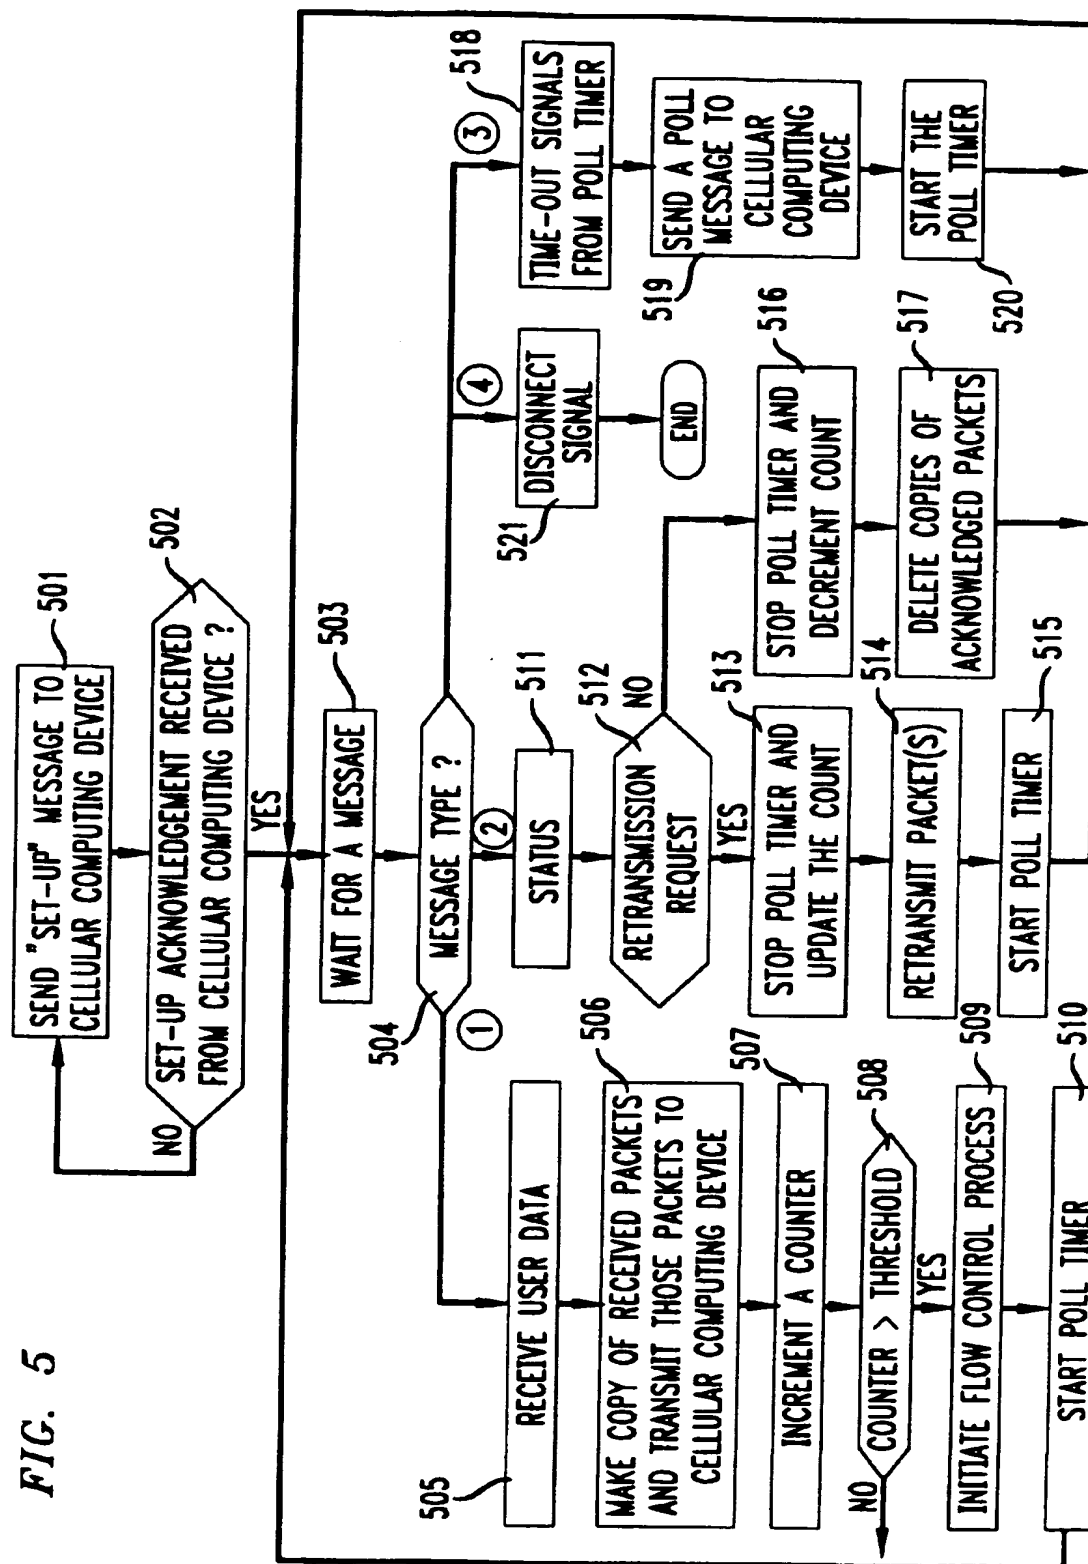 FIG. 5
SEND "SET-UP" MESSAGE TO
CELLULAR COMPUTING DEVICE
501
SET-UP ACKNOWLEDGEMENT RECEIVED
FROM CELLULAR COMPUTING DEVICE ?
502
NO
YES
WAIT FOR A MESSAGE
503
MESSAGE TYPE ?
504
1
2
4
3
RECEIVE USER DATA
505
MAKE COPY OF RECEIVED PACKETS
AND TRANSMIT THOSE PACKETS TO
CELLULAR COMPUTING DEVICE
506
INCREMENT A COUNTER
507
COUNTER > THRESHOLD
508
NO
YES
INITIATE FLOW CONTROL PROCESS
509
START POLL TIMER
510
STATUS
511
RETRANSMISSION
REQUEST
512
NO
YES
STOP POLL TIMER AND
UPDATE THE COUNT
513
RETRANSMIT PACKET(S)
514
START POLL TIMER
515
STOP POLL TIMER AND
DECREMENT COUNT
516
DELETE COPIES OF
ACKNOWLEDGED PACKETS
517
DISCONNECT
SIGNAL
521
END
TIME-OUT SIGNALS
FROM POLL TIMER
518
SEND A POLL
MESSAGE TO
CELLULAR
COMPUTING
DEVICE
519
START THE
POLL TIMER
520